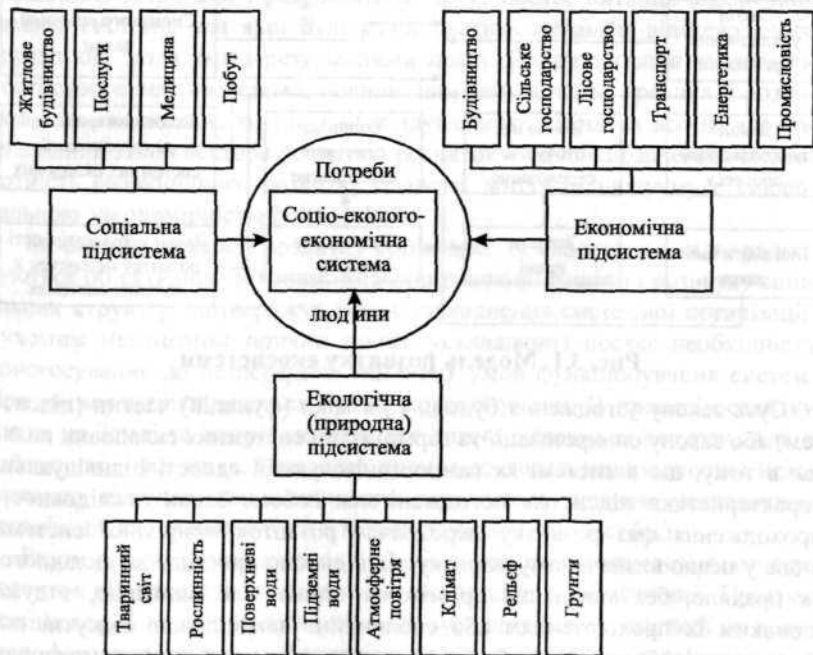 Житлове
будівництво
Послуги
Медицина
Побут
Будівництво
Сільське
господарство
Лісове
господарство
Транспорт
Енергетика
Промисловість
Потреби
Соціо-еколого-
економічна
система
людини
Соціальна
підсистема
Економічна
підсистема
Екологічна
(природна)
підсистема
Тваринний
світ
Рослинність
Поверхневі
води
Підземні
води
Атмосферне
повітря
Клімат
Рельєф
Ґрунти